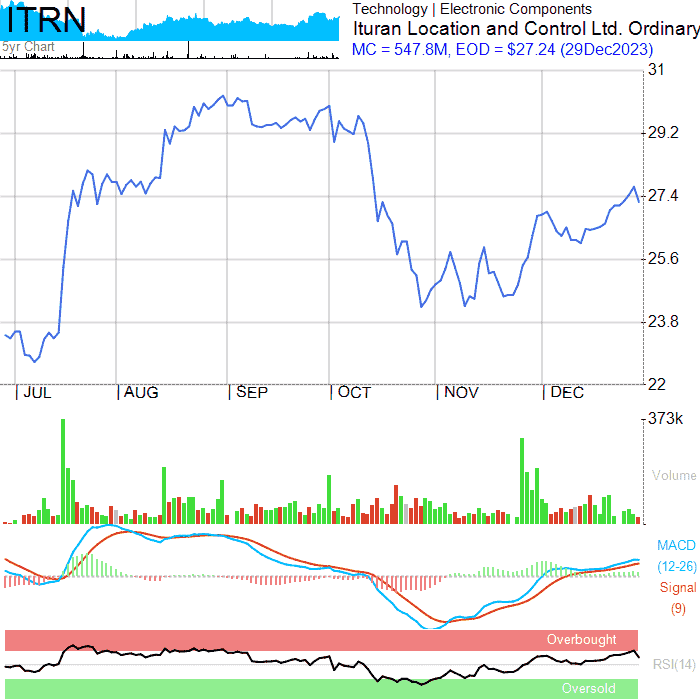 ITRN
5yr Chart
Technology | Electronic Components
Ituran Location and Control Ltd. Ordinary
MC = 547.8M, EOD = $27.24 (29Dec2023)
31
29.2
27.4
25.6
23.8
22
JUL AUG SEP OCT NOV DEC
373k
Volume
MACD
(12-26)
Signal
(9)
Overbought
RSI(14)
Oversold